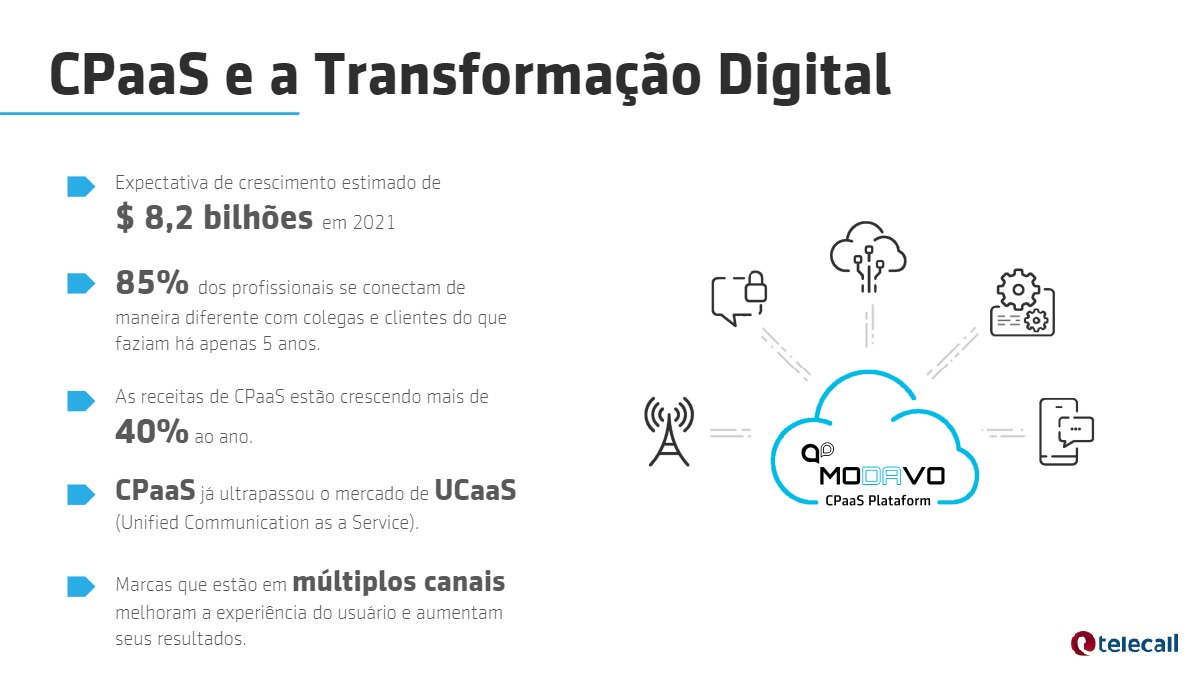 CPaaS e a Transformação Digital
Expectativa de crescimento estimado de
$ 8,2 bilhões em 2021
85% dos profissionais se conectam de
maneira diferente com colegas e clientes do que
faziam há apenas 5 anos.
As receitas de CPaaS estão crescendo mais de
40% ao ano.
CPaaS já ultrapassou o mercado de UCaaS
(Unified Communication as a Service).
Marcas que estão em múltiplos canais
melhoram a experiência do usuário e aumentam
seus resultados.
MODAVO
CPaaS Plataform
telecall